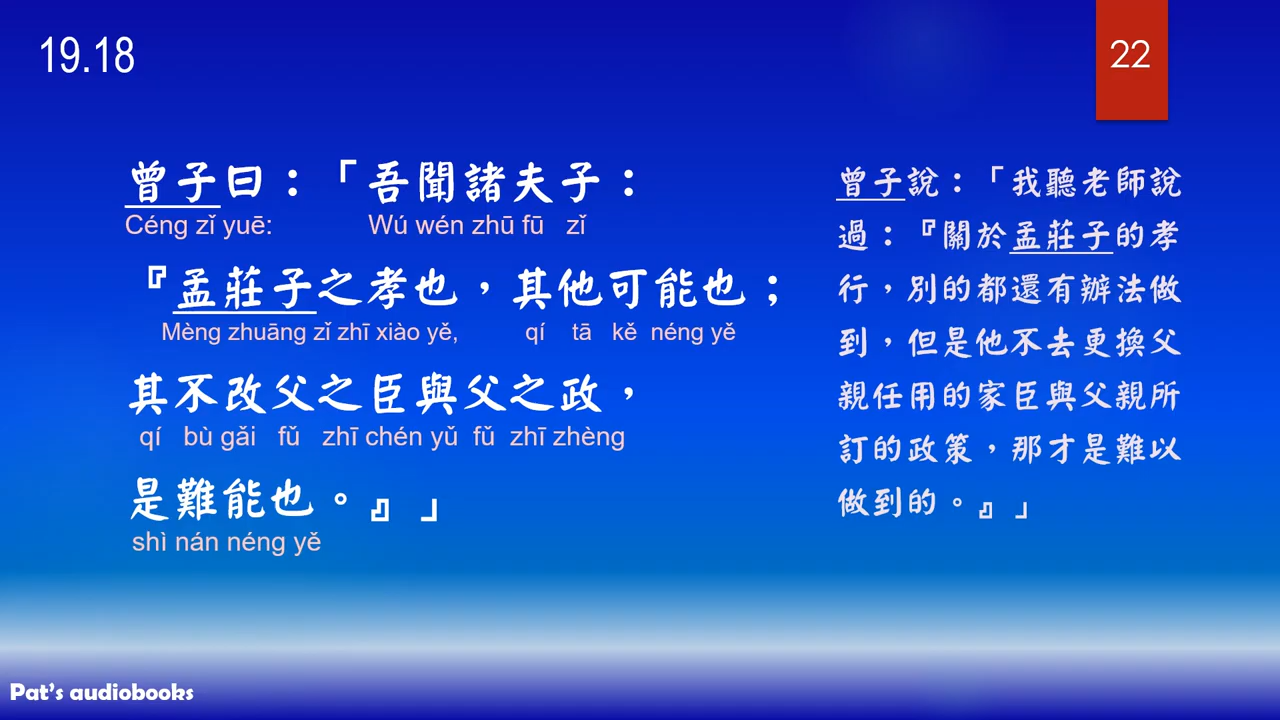 19.18
22
曾子曰：「吾聞諸夫子：
Céng zǐ yuē: Wú wén zhū fū zǐ
『孟莊子之孝也，其他可能也；
Mèng zhuāng zǐ zhī xiào yě, qí tā kě néng yě
其不改父之臣與父之政，
qí bù gǎi fǔ zhī chén yǔ fǔ zhī zhèng
是難能也。』」
shì nán néng yě
曾子說：「我聽老師說
過：『關於孟莊子的孝
行，別的都還有辦法做
到，但是他不去更換父
親任用的家臣與父親所
訂的政策，那才是難以
做到的。』」
Pat's audiobooks